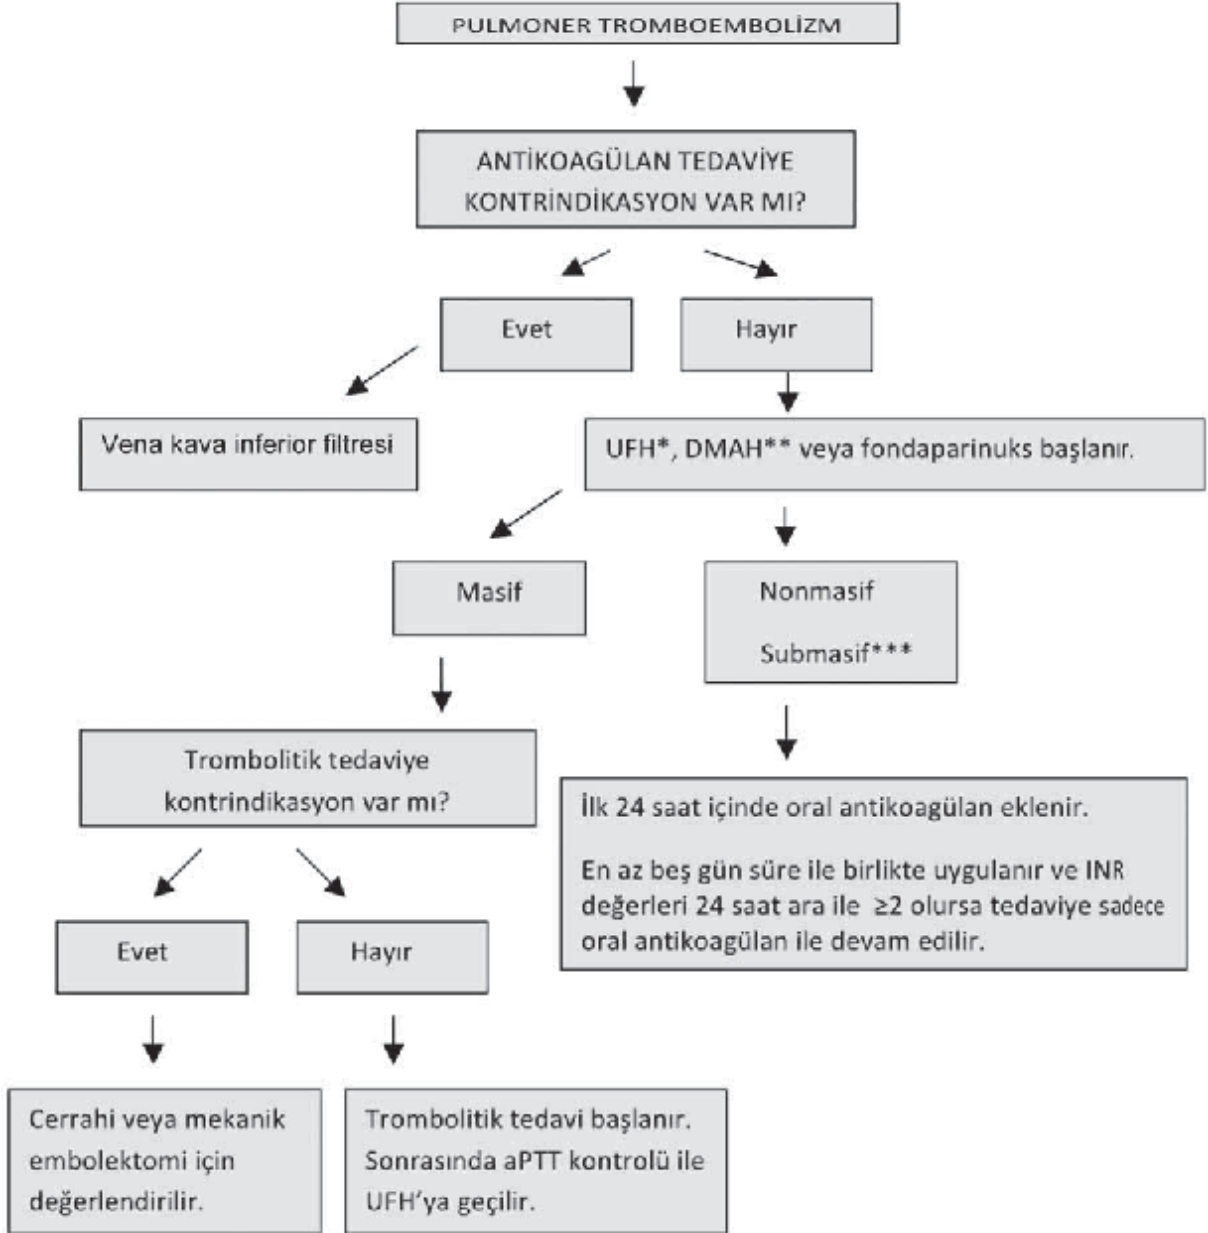 PULMONER TROMBOEMBOLİZM
ANTİKOAGÜLAN TEDAVİYE
KONTRİNDİKASYON VAR MI?
Evet
Hayır
Vena kava inferior filtresi
UFH*, DMAH** veya fondaparinuks başlanır.
Masif
Nonmasif
Submasif***
Trombolitik tedaviye
kontrindikasyon var mı?
İlk 24 saat içinde oral antikoagülan eklenir.
En az beş gün süre ile birlikte uygulanır ve INR
değerleri 24 saat ara ile ≥2 olursa tedaviye sadece
oral antikoagülan ile devam edilir.
Evet
Hayır
Cerrahi veya mekanik
embolektomi için
değerlendirilir.
Trombolitik tedavi başlanır.
Sonrasında aPTT kontrolü ile
UFH'ya geçilir.